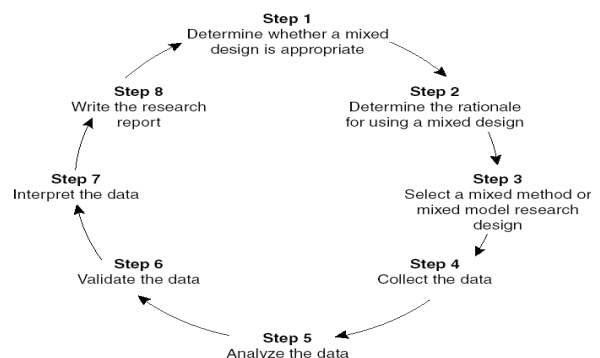 Step 1
Determine whether a mixed
design is appropriate
Step 2
Determine the rationale
for using a mixed design
Step 3
Select a mixed method or
mixed model research
design
Step 4
Collect the data
Step 5
Analyze the data
Step 6
Validate the data
Step 7
Interpret the data
Step 8
Write the research
report